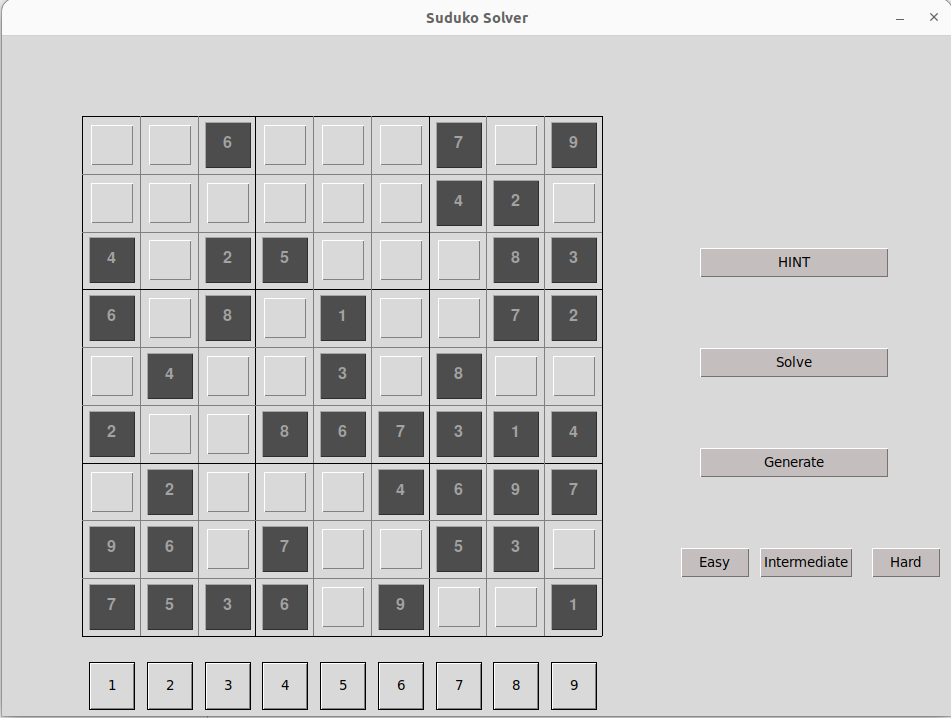 Suduko Solver
6 7 9
4 2
4 2 5 8 3
6 8 1 7 2
4 3 8
2 8 6 7 3 1 4
2 4 6 9 7
9 6 7 5 3
7 5 3 6 9 1
HINT
Solve
Generate
Easy Intermediate Hard
1 2 3 4 5 6 7 8 9